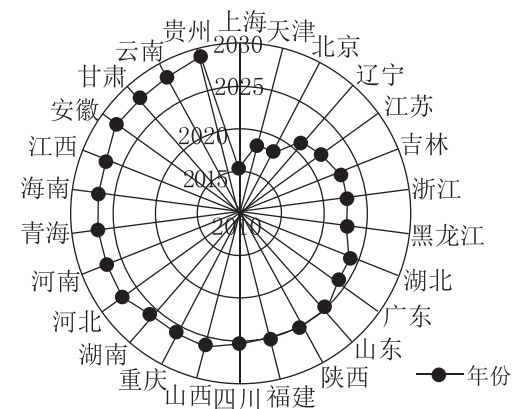 上海
天津
北京
辽宁
江苏
吉林
浙江
黑龙江
湖北
广东
山东
陕西
福建
四川
山西
重庆
湖南
河北
河南
青海
海南
江西
安徽
甘肃
云南
贵州
2030
2025
2020
2015
2010
年份